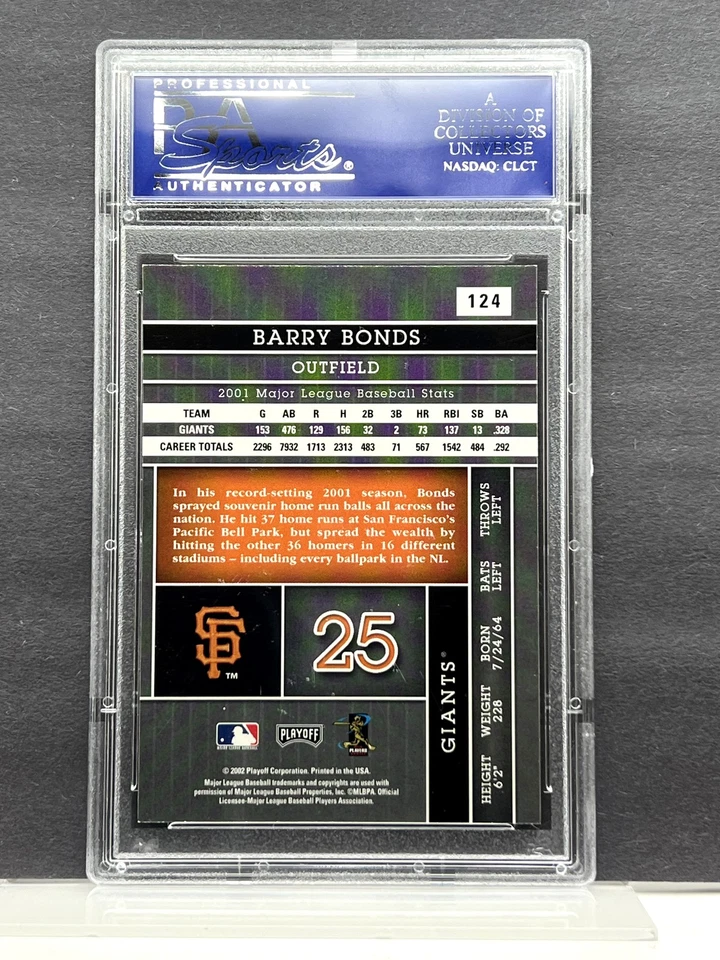 PROFESSIONAL
PSA
Sports®
AUTHENTICATOR
A
DIVISION OF
COLLECTORS
UNIVERSE
NASDAQ: CLCT
124
BARRY BONDS
OUTFIELD
2001 Major League Baseball Stats
TEAM G AB R H 2B 3B HR RBI SB BA
GIANTS 153 476 129 156 32 2 73 137 13 .328
CAREER TOTALS 2296 7932 1713 2313 483 71 567 1542 484 .292
In his record-setting 2001 season, Bonds
sprayed souvenir home run balls all across the
nation. He hit 37 home runs at San Francisco's
Pacific Bell Park, but spread the wealth by
hitting the other 36 homers in 16 different
stadiums – including every ballpark in the NL.
SF
TM
25
GIANTS®
HEIGHT
6'2"
WEIGHT
228
BORN
7/24/64
BATS
LEFT
THROWS
LEFT
MAJOR LEAGUE BASEBALL
PLAYOFF
PLAYERS
© 2002 Playoff Corporation. Printed in the USA.
Major League Baseball trademarks and copyrights are used with
permission of Major League Baseball Properties, Inc. ©MLBPA. Official
Licensee-Major League Baseball Players Association.